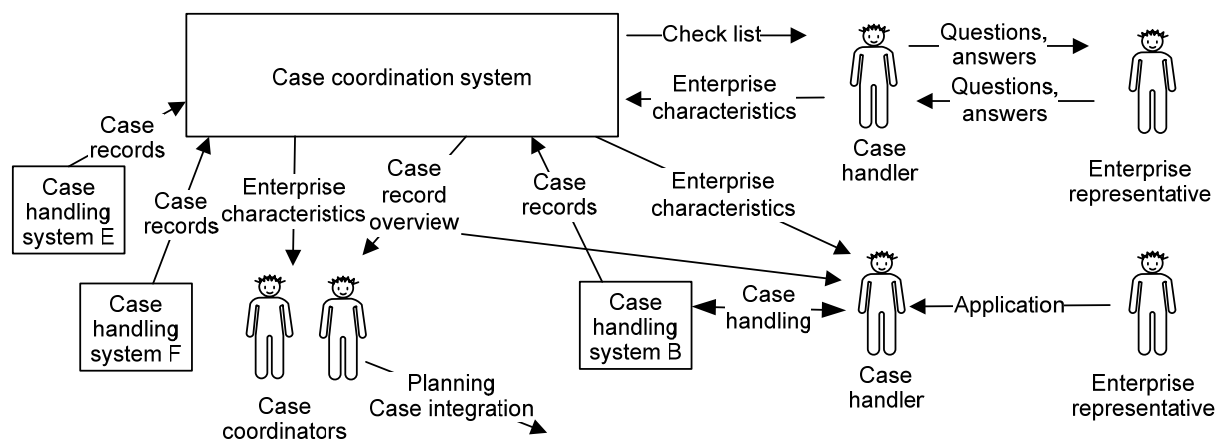 Case coordination system
Check list
Enterprise
characteristics
Case
handler
Questions,
answers
Questions,
answers
Enterprise
representative
Case
records
Case
handling
system E
Case
records
Case
handling
system F
Enterprise
characteristics
Case
record
overview
Case
records
Enterprise
characteristics
Case
handling
system B
Case
handling
Case
handler
Application
Enterprise
representative
Case
coordinators
Planning
Case integration